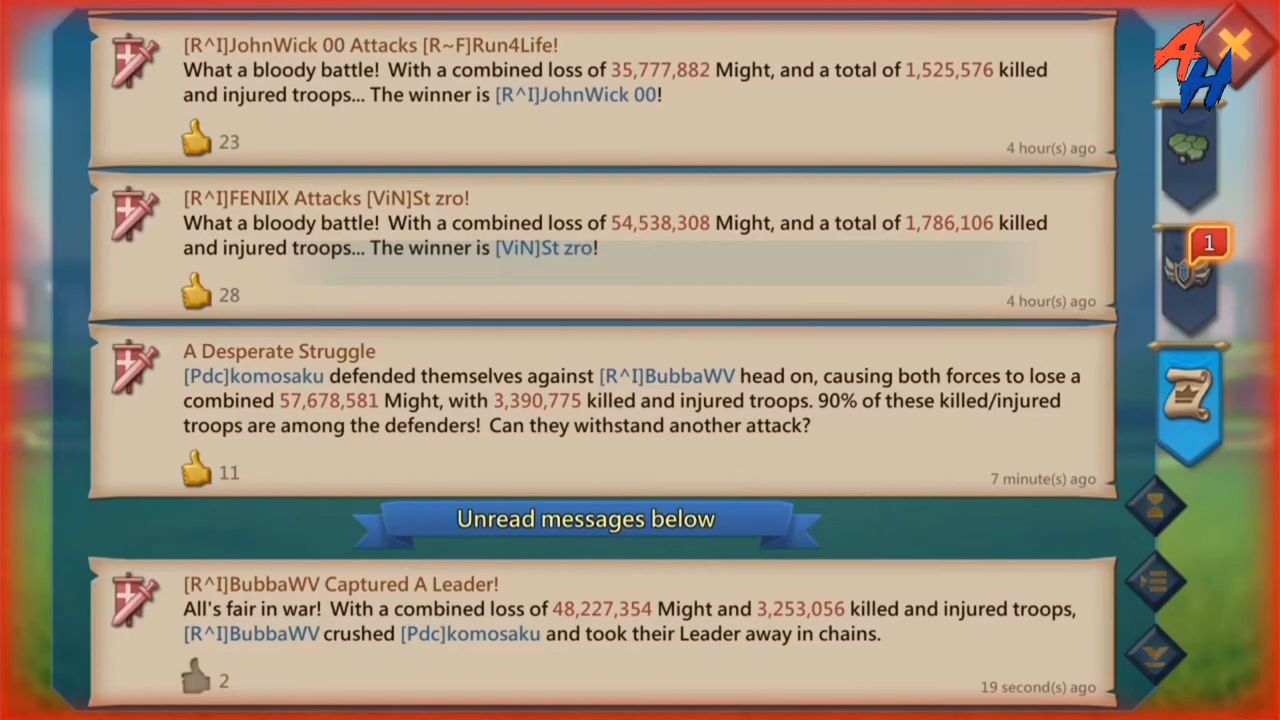 [R^I]JohnWick 00 Attacks [R~F]Run4Life!
What a bloody battle! With a combined loss of 35,777,882 Might, and a total of 1,525,576 killed
and injured troops... The winner is [R^I]JohnWick 00!
23
4 hour(s) ago
[R^I]FENIlX Attacks [ViN]St zro!
What a bloody battle! With a combined loss of 54,538,308 Might, and a total of 1,786,106 killed
and injured troops... The winner is [ViN]St zro!
28
4 hour(s) ago
A Desperate Struggle
[Pdc]komosaku defended themselves against [R^I]BubbaWV head on, causing both forces to lose a
combined 57,678,581 Might, with 3,390,775 killed and injured troops. 90% of these killed/injured
troops are among the defenders! Can they withstand another attack?
11
7 minute(s) ago
Unread messages below
[R^I]BubbaWV Captured A Leader!
All's fair in war! With a combined loss of 48,227,354 Might and 3,253,056 killed and injured troops,
[R^I]BubbaWV crushed [Pdc]komosaku and took their Leader away in chains.
2
19 second(s) ago
AH
1